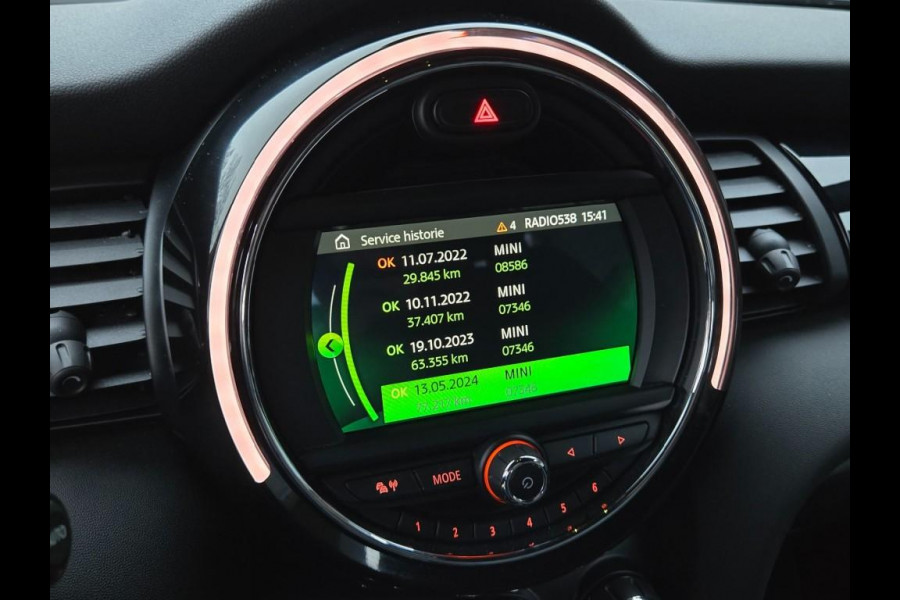 Service historie 4 RADIO538 15:41
OK 11.07.2022 MINI
29.845 km 08586
OK 10.11.2022 MINI
37.407 km 07346
OK 19.10.2023 MINI
63.355 km 07346
OK 13.05.2024 MINI
km 07346
MODE
1 2 3 4 5 6